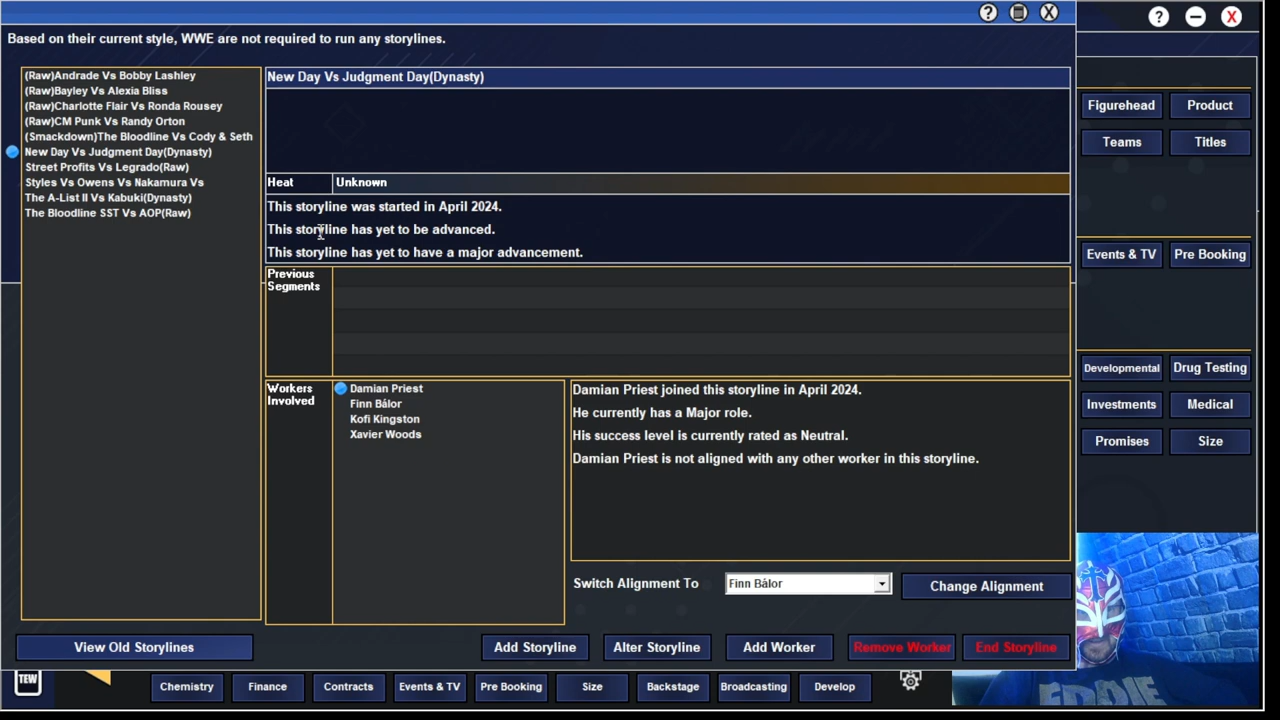 Based on their current style, WWE are not required to run any storylines.
(Raw)Andrade Vs Bobby Lashley
(Raw)Bayley Vs Alexia Bliss
(Raw)Charlotte Flair Vs Ronda Rousey
(Raw)CM Punk Vs Randy Orton
(Smackdown)The Bloodline Vs Cody & Seth
New Day Vs Judgment Day(Dynasty)
Street Profits Vs Legrado(Raw)
Styles Vs Owens Vs Nakamura Vs
The A-List II Vs Kabuki(Dynasty)
The Bloodline SST Vs AOP(Raw)
New Day Vs Judgment Day(Dynasty)
Heat
Unknown
This storyline was started in April 2024.
This storyline has yet to be advanced.
This storyline has yet to have a major advancement.
Previous
Segments
Workers
Involved
Damian Priest
Finn Bálor
Kofi Kingston
Xavier Woods
Damian Priest joined this storyline in April 2024.
He currently has a Major role.
His success level is currently rated as Neutral.
Damian Priest is not aligned with any other worker in this storyline.
Switch Alignment To
Finn Bálor
Change Alignment
View Old Storylines
Add Storyline
Alter Storyline
Add Worker
Remove Worker
End Storyline
? X
? X
Figurehead
Product
Teams
Titles
Events & TV
Pre Booking
Developmental
Drug Testing
Investments
Medical
Promises
Size
TEW
Chemistry
Finance
Contracts
Events & TV
Pre Booking
Size
Backstage
Broadcasting
Develop
EDDIE